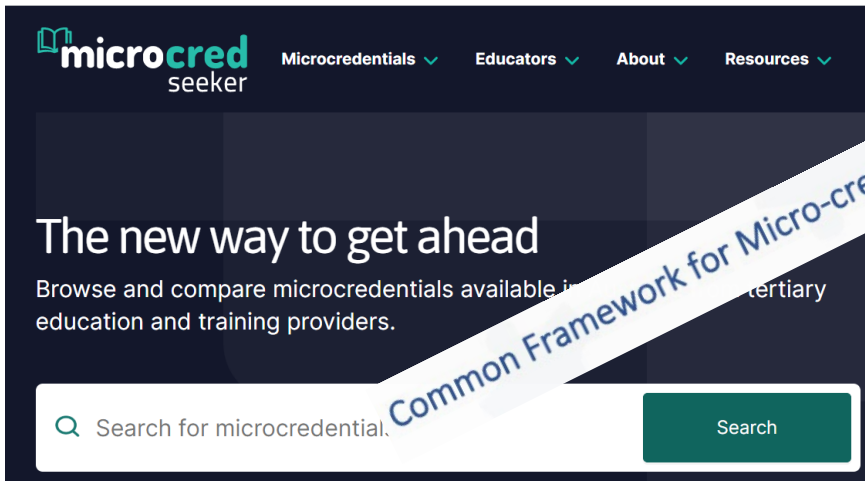 microcred
seeker
Microcredentials
Educators
About
Resources
The new way to get ahead
Browse and compare microcredentials available tertiary
education and training providers.
Common Framework for Micro-cre
Search for microcredential
Search